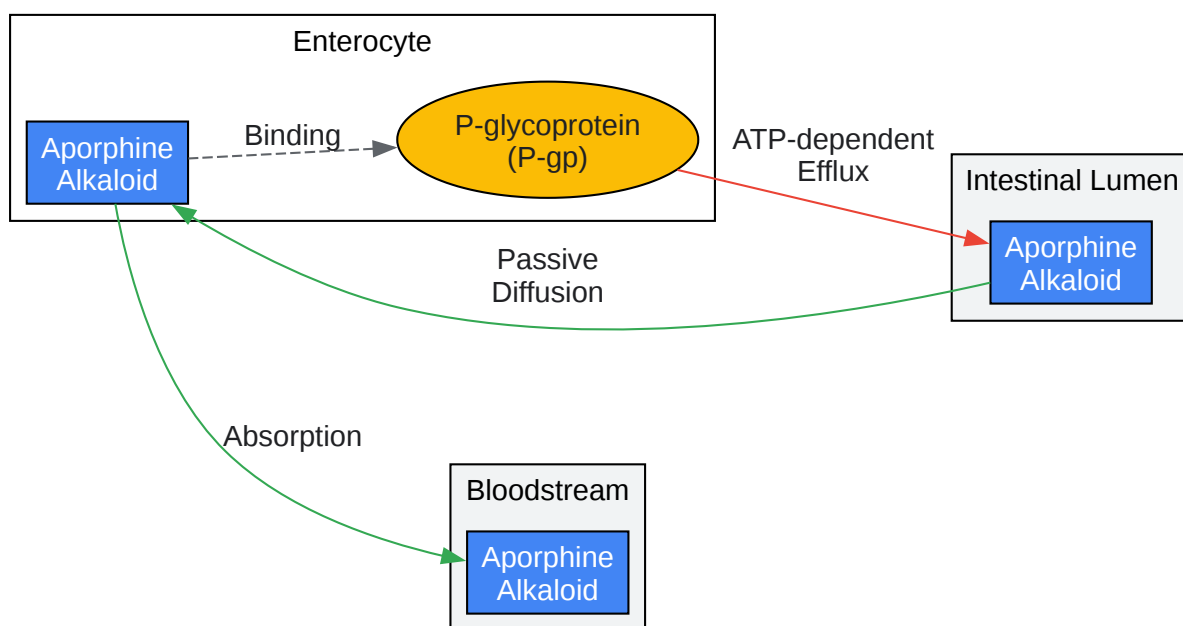 Enterocyte
Aporphine
Alkaloid
Binding
P-glycoprotein
(P-gp)
ATP-dependent
Efflux
Intestinal Lumen
Aporphine
Alkaloid
Passive
Diffusion
Absorption
Bloodstream
Aporphine
Alkaloid